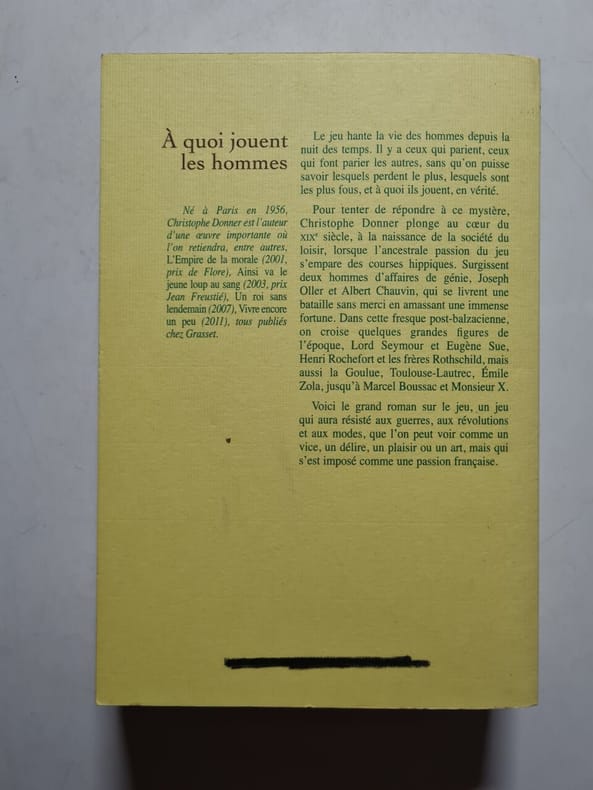 À quoi jouent
les hommes
Né à Paris en 1956,
Christophe Donner est l'auteur
d'une œuvre importante où
l'on retiendra, entre autres,
L'Empire de la morale (2001,
prix de Flore), Ainsi va le
jeune loup au sang (2003, prix
Jean Freustié), Un roi sans
lendemain (2007), Vivre encore
un peu (2011), tous publiés
chez Grasset.
Le jeu hante la vie des hommes depuis la
nuit des temps. Il y a ceux qui parient, ceux
qui font parier les autres, sans qu'on puisse
savoir lesquels perdent le plus, lesquels sont
les plus fous, et à quoi ils jouent, en vérité.
Pour tenter de répondre à ce mystère,
Christophe Donner plonge au cœur du
XIXe siècle, à la naissance de la société du
loisir, lorsque l'ancestrale passion du jeu
s'empare des courses hippiques. Surgissent
deux hommes d'affaires de génie, Joseph
Oller et Albert Chauvin, qui se livrent une
bataille sans merci en amassant une immense
fortune. Dans cette fresque post-balzacienne,
on croise quelques grandes figures de
l'époque, Lord Seymour et Eugène Sue,
Henri Rochefort et les frères Rothschild, mais
aussi la Goulue, Toulouse-Lautrec, Émile
Zola, jusqu'à Marcel Boussac et Monsieur X.
Voici le grand roman sur le jeu, un jeu
qui aura résisté aux guerres, aux révolutions
et aux modes, que l'on peut voir comme un
vice, un délire, un plaisir ou un art, mais qui
s'est imposé comme une passion française.